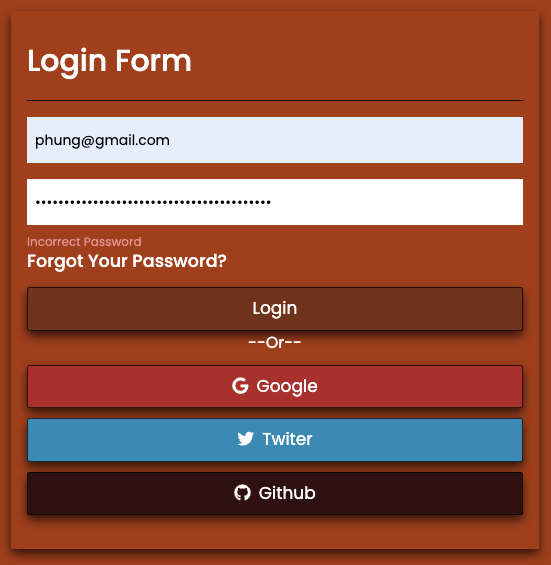 Login Form
phung@gmail.com
Incorrect Password
Forgot Your Password?
Login
--Or--
Google
Twiter
Github